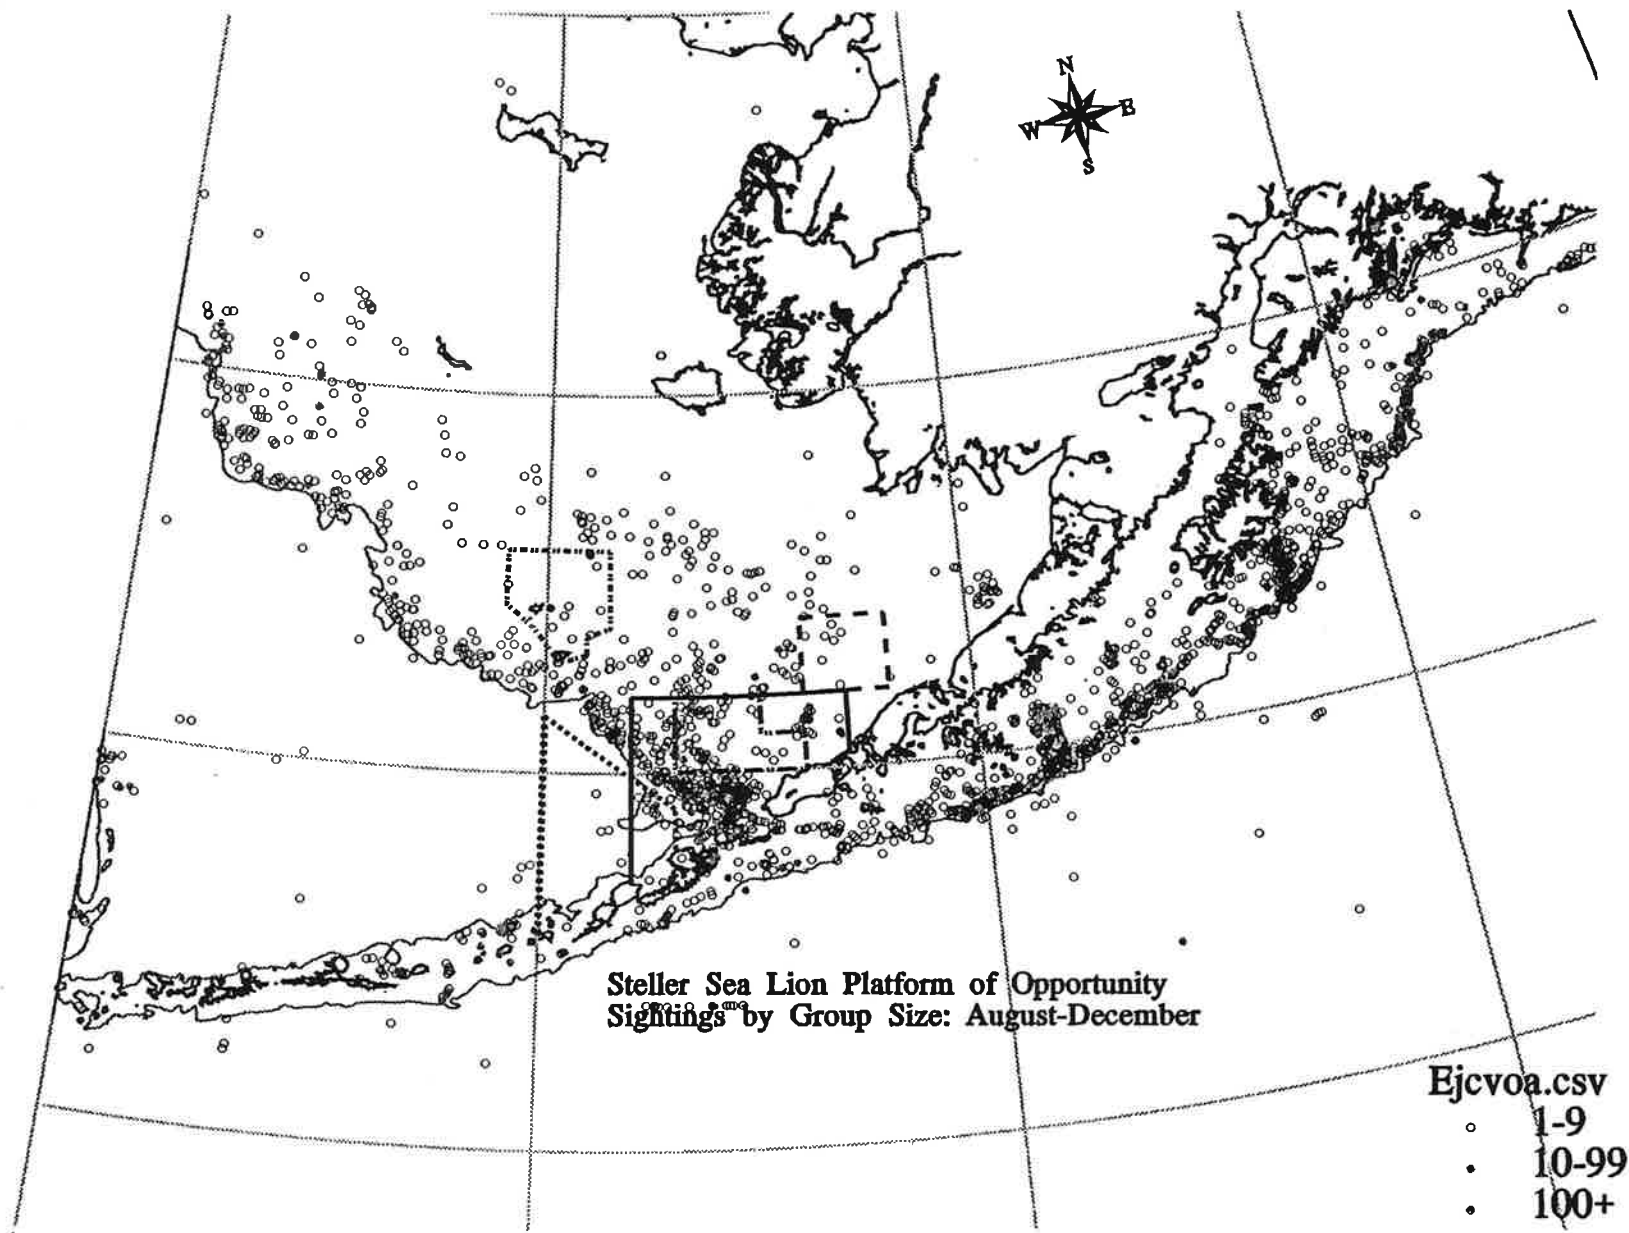 N
W E
S
Steller Sea Lion Platform of Opportunity
Sightings by Group Size: August-December
Ejcvoa.csv
1-9
10-99
100+